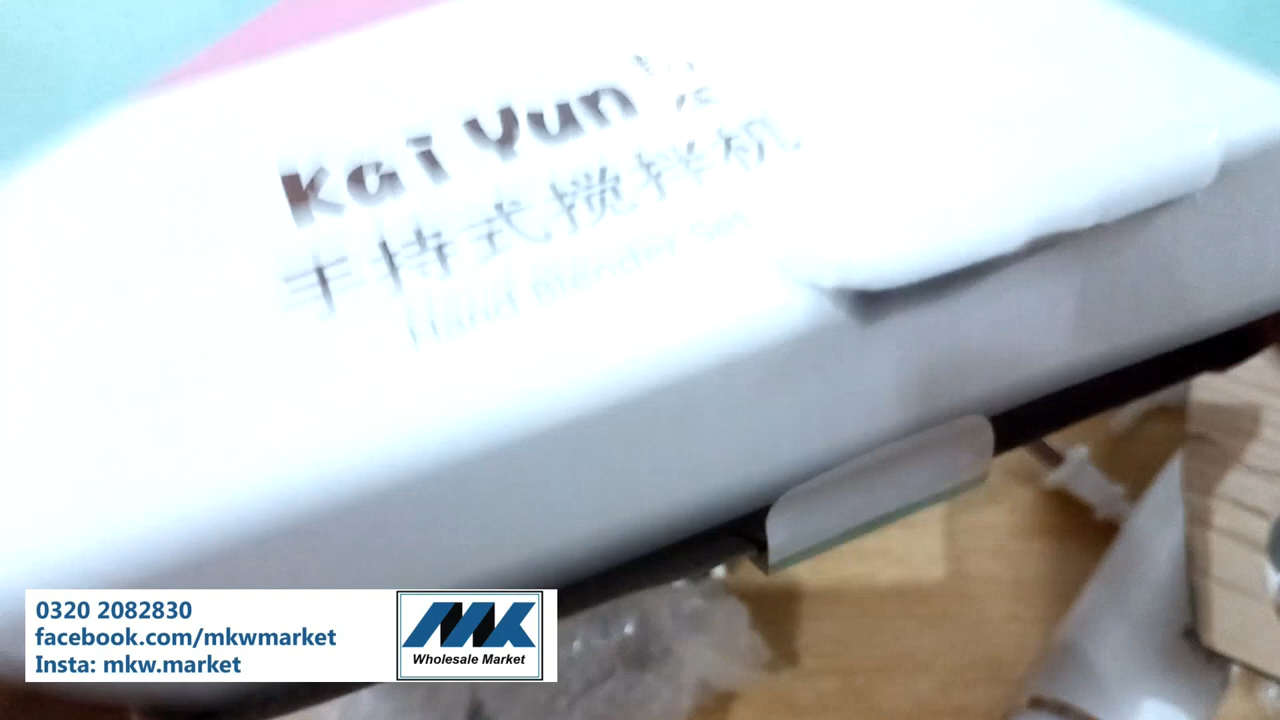 Kai Yun
手持式搅拌机
Hand Blender Set
0320 2082830
facebook.com/mkwmarket
Insta: mkw.market
MK
Wholesale Market